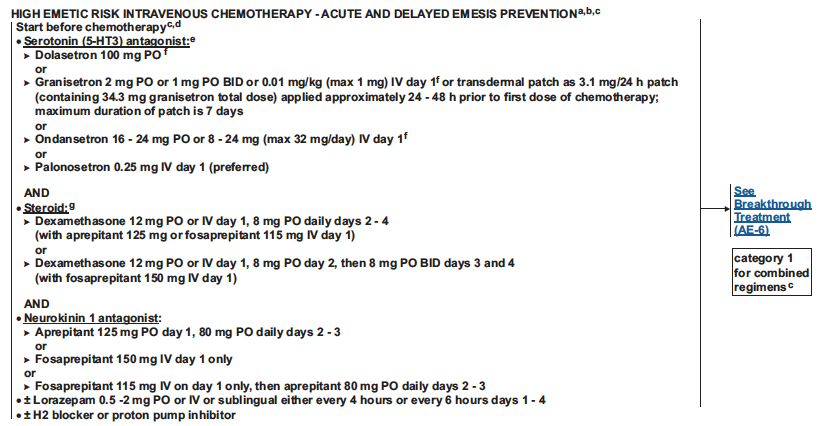 HIGH EMETIC RISK INTRAVENOUS CHEMOTHERAPY - ACUTE AND DELAYED EMESIS PREVENTIONa,b,c
Start before chemotherapyc,d
• Serotonin (5-HT3) antagonist:e
➤ Dolasetron 100 mg PO f
or
➤ Granisetron 2 mg PO or 1 mg PO BID or 0.01 mg/kg (max 1 mg) IV day 1f or transdermal patch as 3.1 mg/24 h patch
(containing 34.3 mg granisetron total dose) applied approximately 24 - 48 h prior to first dose of chemotherapy;
maximum duration of patch is 7 days
or
➤ Ondansetron 16 - 24 mg PO or 8 - 24 mg (max 32 mg/day) IV day 1f
or
➤ Palonosetron 0.25 mg IV day 1 (preferred)
AND
• Steroid:g
➤ Dexamethasone 12 mg PO or IV day 1, 8 mg PO daily days 2 - 4
(with aprepitant 125 mg or fosaprepitant 115 mg IV day 1)
or
➤ Dexamethasone 12 mg PO or IV day 1, 8 mg PO day 2, then 8 mg PO BID days 3 and 4
(with fosaprepitant 150 mg IV day 1)
AND
• Neurokinin 1 antagonist:
➤ Aprepitant 125 mg PO day 1, 80 mg PO daily days 2 - 3
or
➤ Fosaprepitant 150 mg IV day 1 only
or
➤ Fosaprepitant 115 mg IV on day 1 only, then aprepitant 80 mg PO daily days 2 - 3
• ± Lorazepam 0.5 -2 mg PO or IV or sublingual either every 4 hours or every 6 hours days 1 - 4
• ± H2 blocker or proton pump inhibitor
See
Breakthrough
Treatment
(AE-6)
category 1
for combined
regimens c